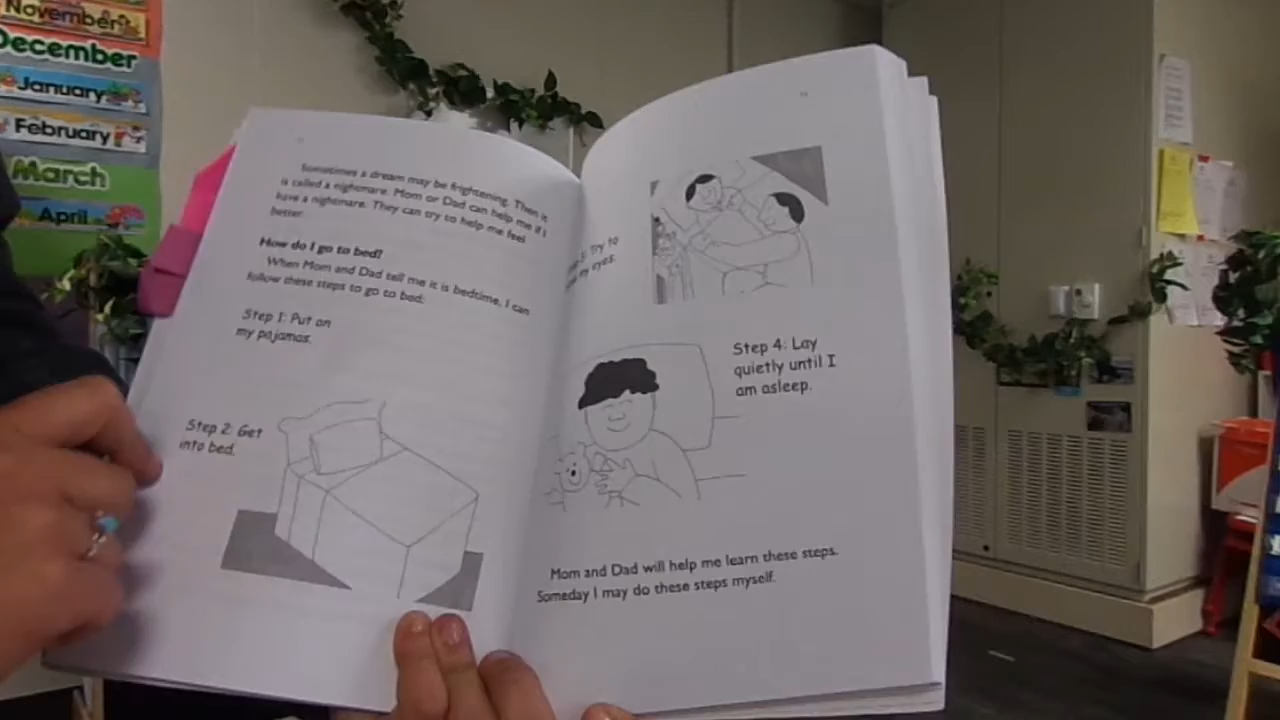 November
December
January
February
March
April
Sometimes a dream may be frightening. Then it
is called a nightmare. Mom or Dad can help me if I
have a nightmare. They can try to help me feel
better.
How do I go to bed?
When Mom and Dad tell me it is bedtime, I can
follow these steps to go to bed:
Step 1: Put on
my pajamas.
Step 2: Get
into bed.
3: Try to
my eyes.
Step 4: Lay
quietly until I
am asleep.
Mom and Dad will help me learn these steps.
Someday I may do these steps myself.